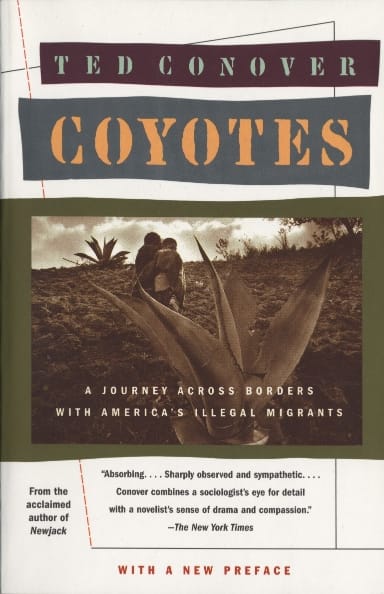 TED CONOVER
COYOTES
A JOURNEY ACROSS BORDERS
WITH AMERICA'S ILLEGAL MIGRANTS
From the
acclaimed
author of
Newjack
"Absorbing. . . . Sharply observed and sympathetic. . . .
Conover combines a sociologist's eye for detail
with a novelist's sense of drama and compassion."
—The New York Times
WITH A NEW PREFACE